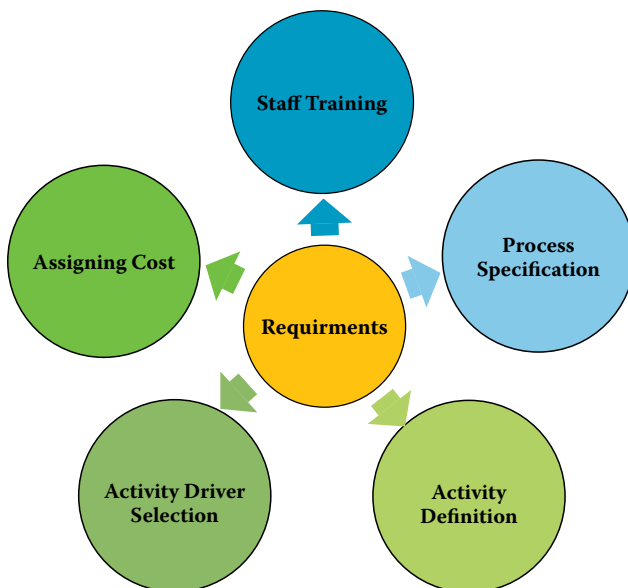 Staff Training
Process
Specification
Assigning Cost
Requirments
Activity Driver
Selection
Activity
Definition